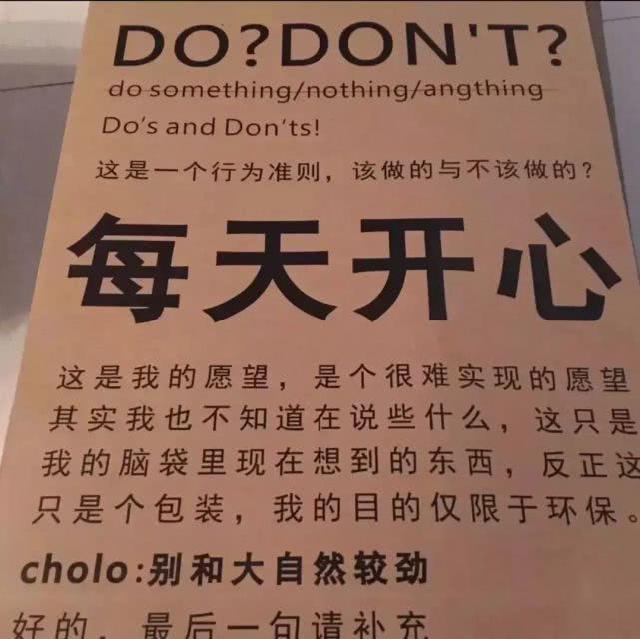 DO?DON'T?
do something/nothing/angthing
Do's and Don'ts!
这是一个行为准则，该做的与不该做的？
每天开心
这是我的愿望，是个很难实现的愿望
其实我也不知道在说些什么，这只是
我的脑袋里现在想到的东西，反正这
只是个包装，我的目的仅限于环保。
cholo:别和大自然较劲
好的，最后一句请补充